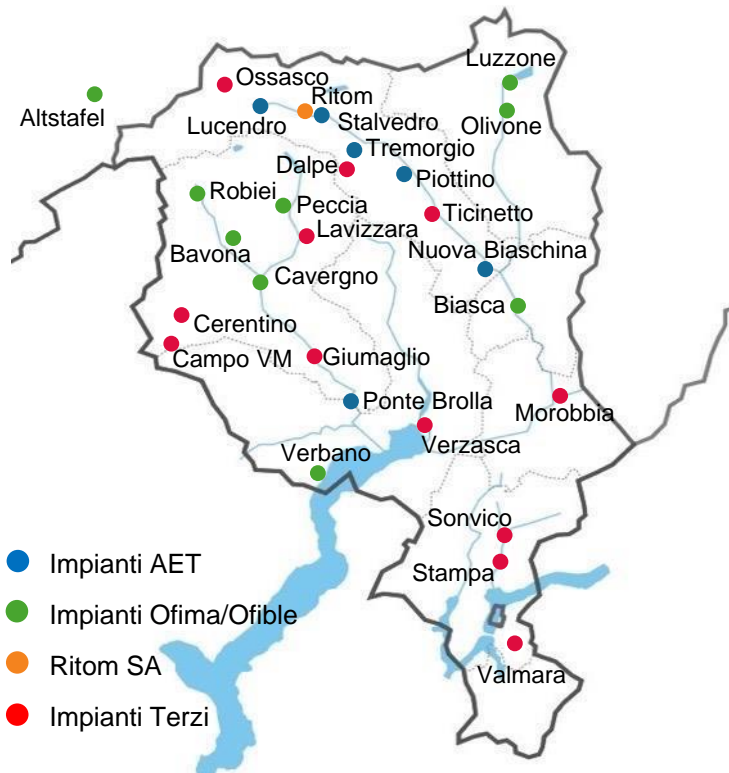 Luzzone
Ossasco
Ritom
Altstafel
Lucendro
Stalvedro
Olivone
Tremorgio
Dalpe
Piottino
Robiei
Peccia
Ticinetto
Lavizzara
Bavona
Nuova Biaschina
Cavergno
Biasca
Cerentino
Campo VM
Giumaglio
Ponte Brolla
Morobbia
Verzasca
Verbano
Sonvico
Stampa
Valmara
Impianti AET
Impianti Ofima/Ofible
Ritom SA
Impianti Terzi